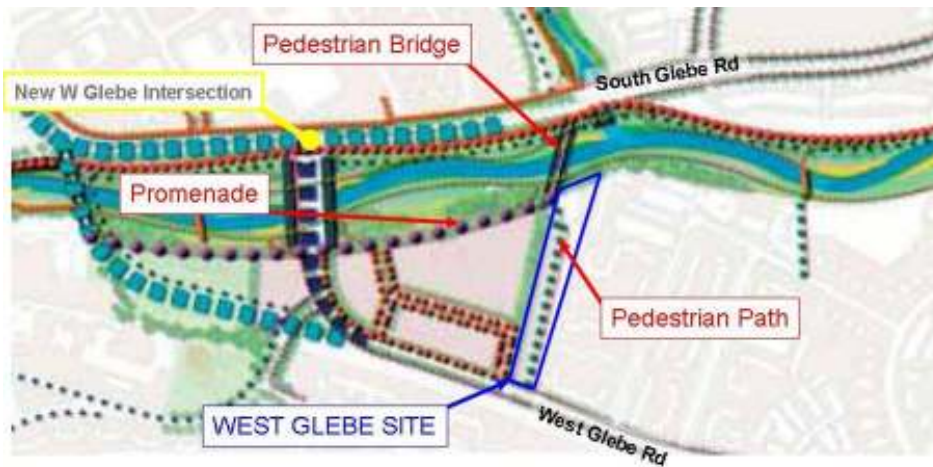 Pedestrian Bridge
South Glebe Rd
New W Glebe Intersection
Promenade
Pedestrian Path
WEST GLEBE SITE
West Glebe Rd